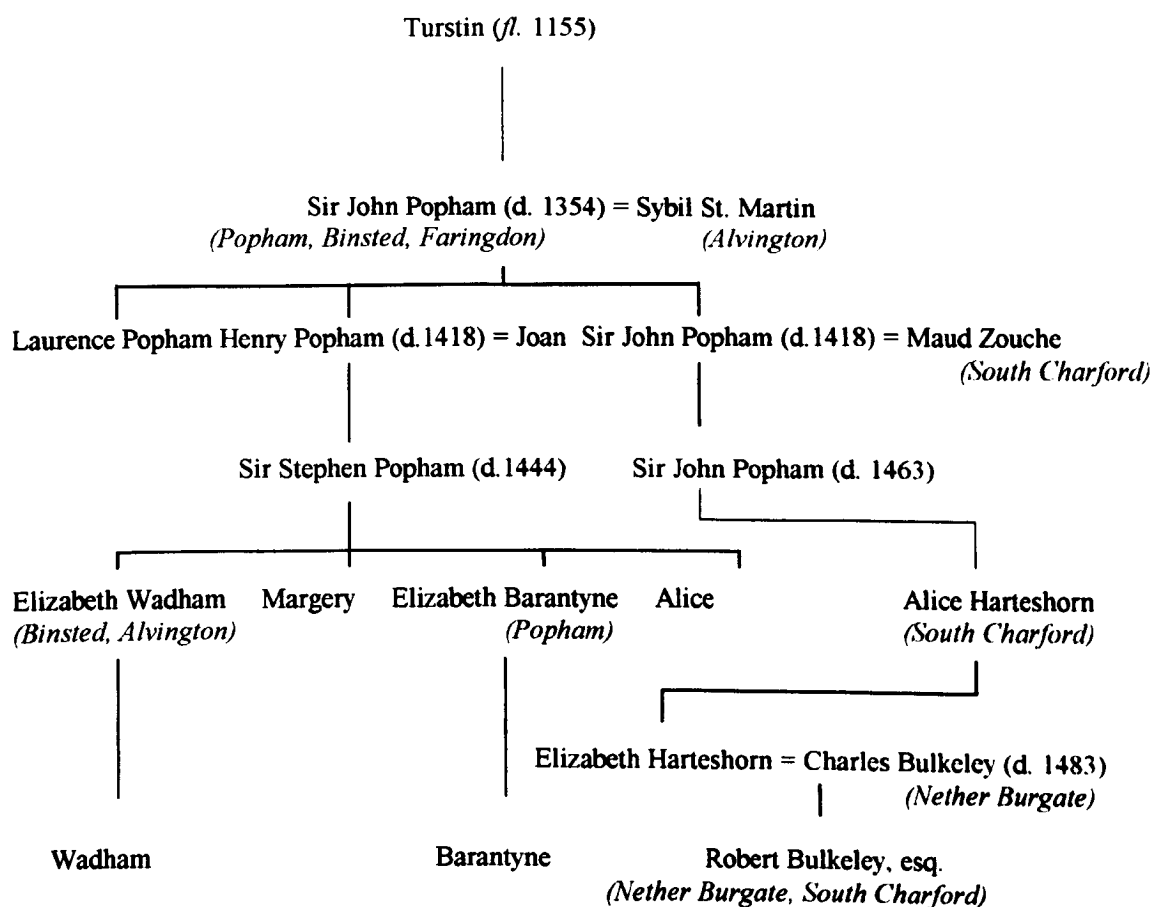 Turstin (fl. 1155)
Sir John Popham (d. 1354) = Sybil St. Martin
(Popham, Binsted, Faringdon) (Alvington)
Laurence Popham Henry Popham (d.1418) = Joan Sir John Popham (d.1418) = Maud Zouche
(South Charford)
Sir Stephen Popham (d.1444) Sir John Popham (d. 1463)
Elizabeth Wadham Margery Elizabeth Barantyne Alice Alice Harteshorn
(Binsted, Alvington) (Popham) (South Charford)
Elizabeth Harteshorn = Charles Bulkeley (d. 1483)
(Nether Burgate)
Wadham Barantyne Robert Bulkeley, esq.
(Nether Burgate, South Charford)